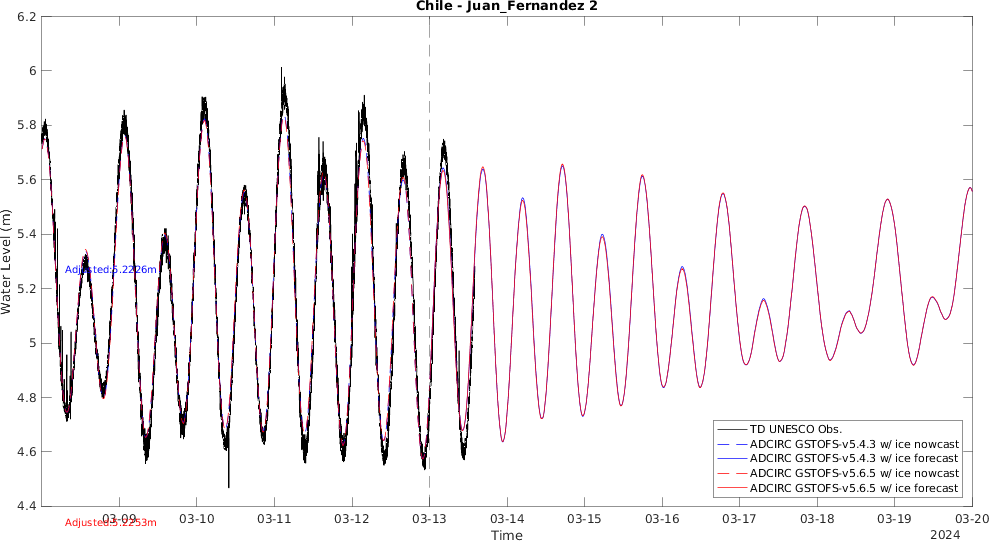 Chile - Juan_Fernandez 2
6.2
6
5.8
5.6
5.4
5.2
5
4.8
4.6
4.4
Water Level (m)
Adjusted:5.2226m
Adjusted:5.2253m
TD UNESCO Obs.
ADCIRC GSTOFS-v5.4.3 w/ ice nowcast
ADCIRC GSTOFS-v5.4.3 w/ ice forecast
ADCIRC GSTOFS-v5.6.5 w/ ice nowcast
ADCIRC GSTOFS-v5.6.5 w/ ice forecast
03-09 03-10 03-11 03-12 03-13 03-14 03-15 03-16 03-17 03-18 03-19 03-20
Time
2024